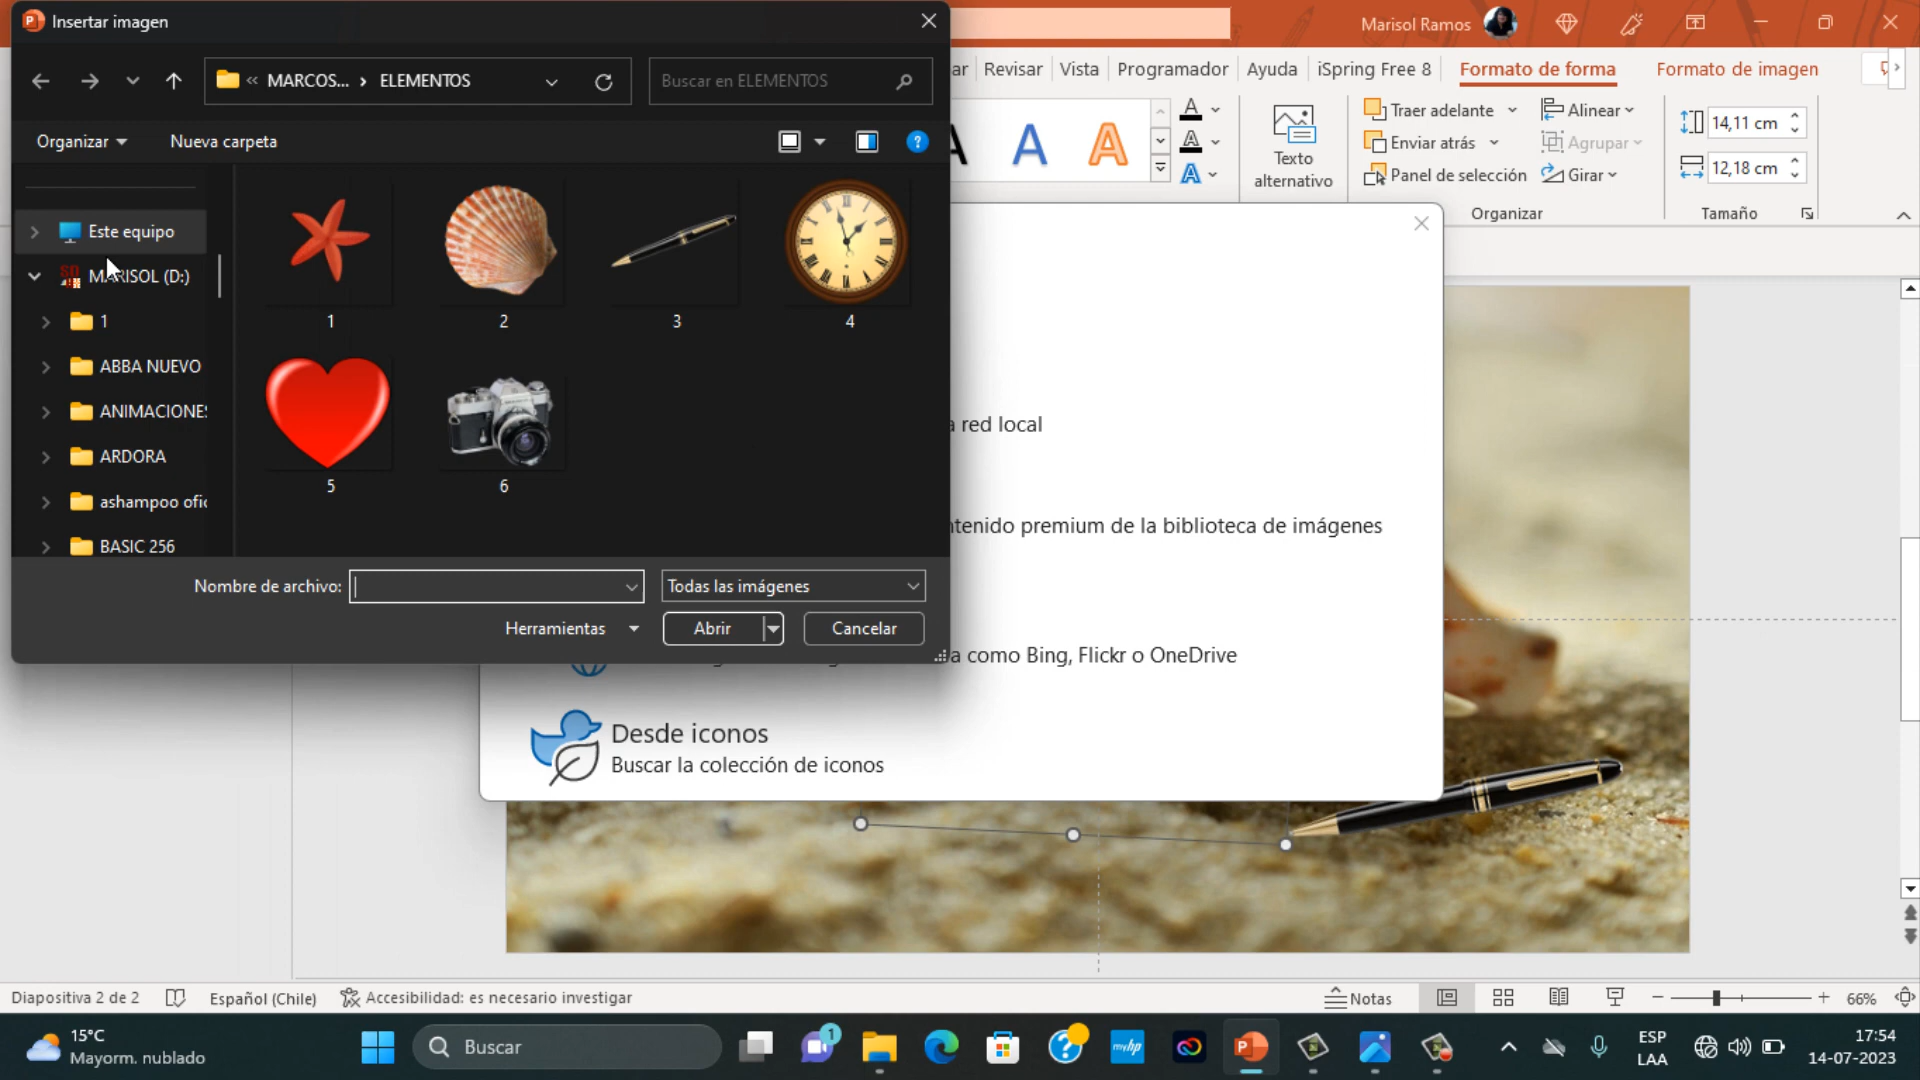 Insertar imagen
Marisol Ramos
« MARCOS... › ELEMENTOS
Buscar en ELEMENTOS
ar Revisar Vista Programador Ayuda iSpring Free 8 Formato de forma Formato de imagen
Organizar
Nueva carpeta
Texto
alternativo
Traer adelante
Enviar atrás
Panel de selección
Alinear
Agrupar
Girar
14,11 cm
12,18 cm
Organizar
Tamaño
Este equipo
MARISOL (D:)
1
ABBA NUEVO
ANIMACIONES
ARDORA
ashampoo ofic
BASIC 256
1
2
3
4
5
6
a red local
ntenido premium de la biblioteca de imágenes
a como Bing, Flickr o OneDrive
Nombre de archivo:
Todas las imágenes
Herramientas
Abrir
Cancelar
Desde iconos
Buscar la colección de iconos
Diapositiva 2 de 2
Español (Chile)
Accesibilidad: es necesario investigar
Notas
66%
15°C
Mayorm. nublado
Buscar
1
myhp
ESP
LAA
17:54
14-07-2023